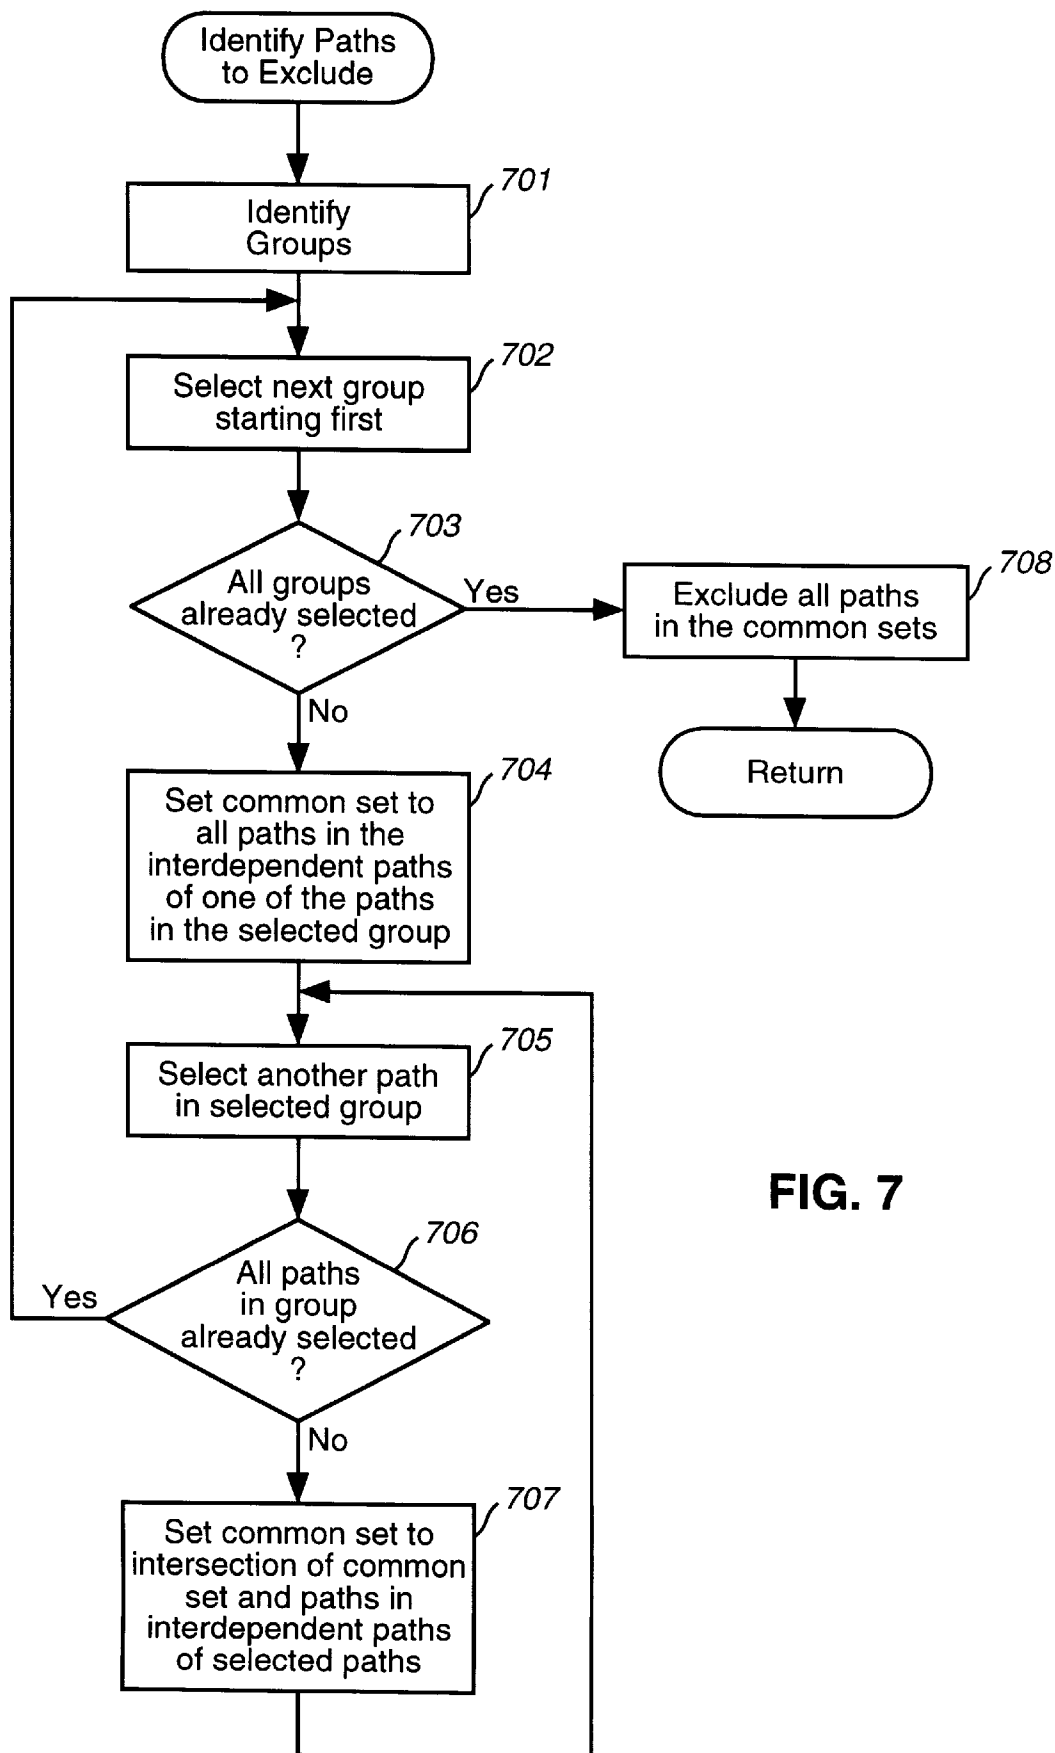 Identify Paths
to Exclude
701
Identify
Groups
702
Select next group
starting first
703
All groups
already selected
?
Yes
708
Exclude all paths
in the common sets
No
Return
704
Set common set to
all paths in the
interdependent paths
of one of the paths
in the selected group
705
Select another path
in selected group
FIG. 7
706
All paths
in group
already selected
?
Yes
No
707
Set common set to
intersection of common
set and paths in
interdependent paths
of selected paths